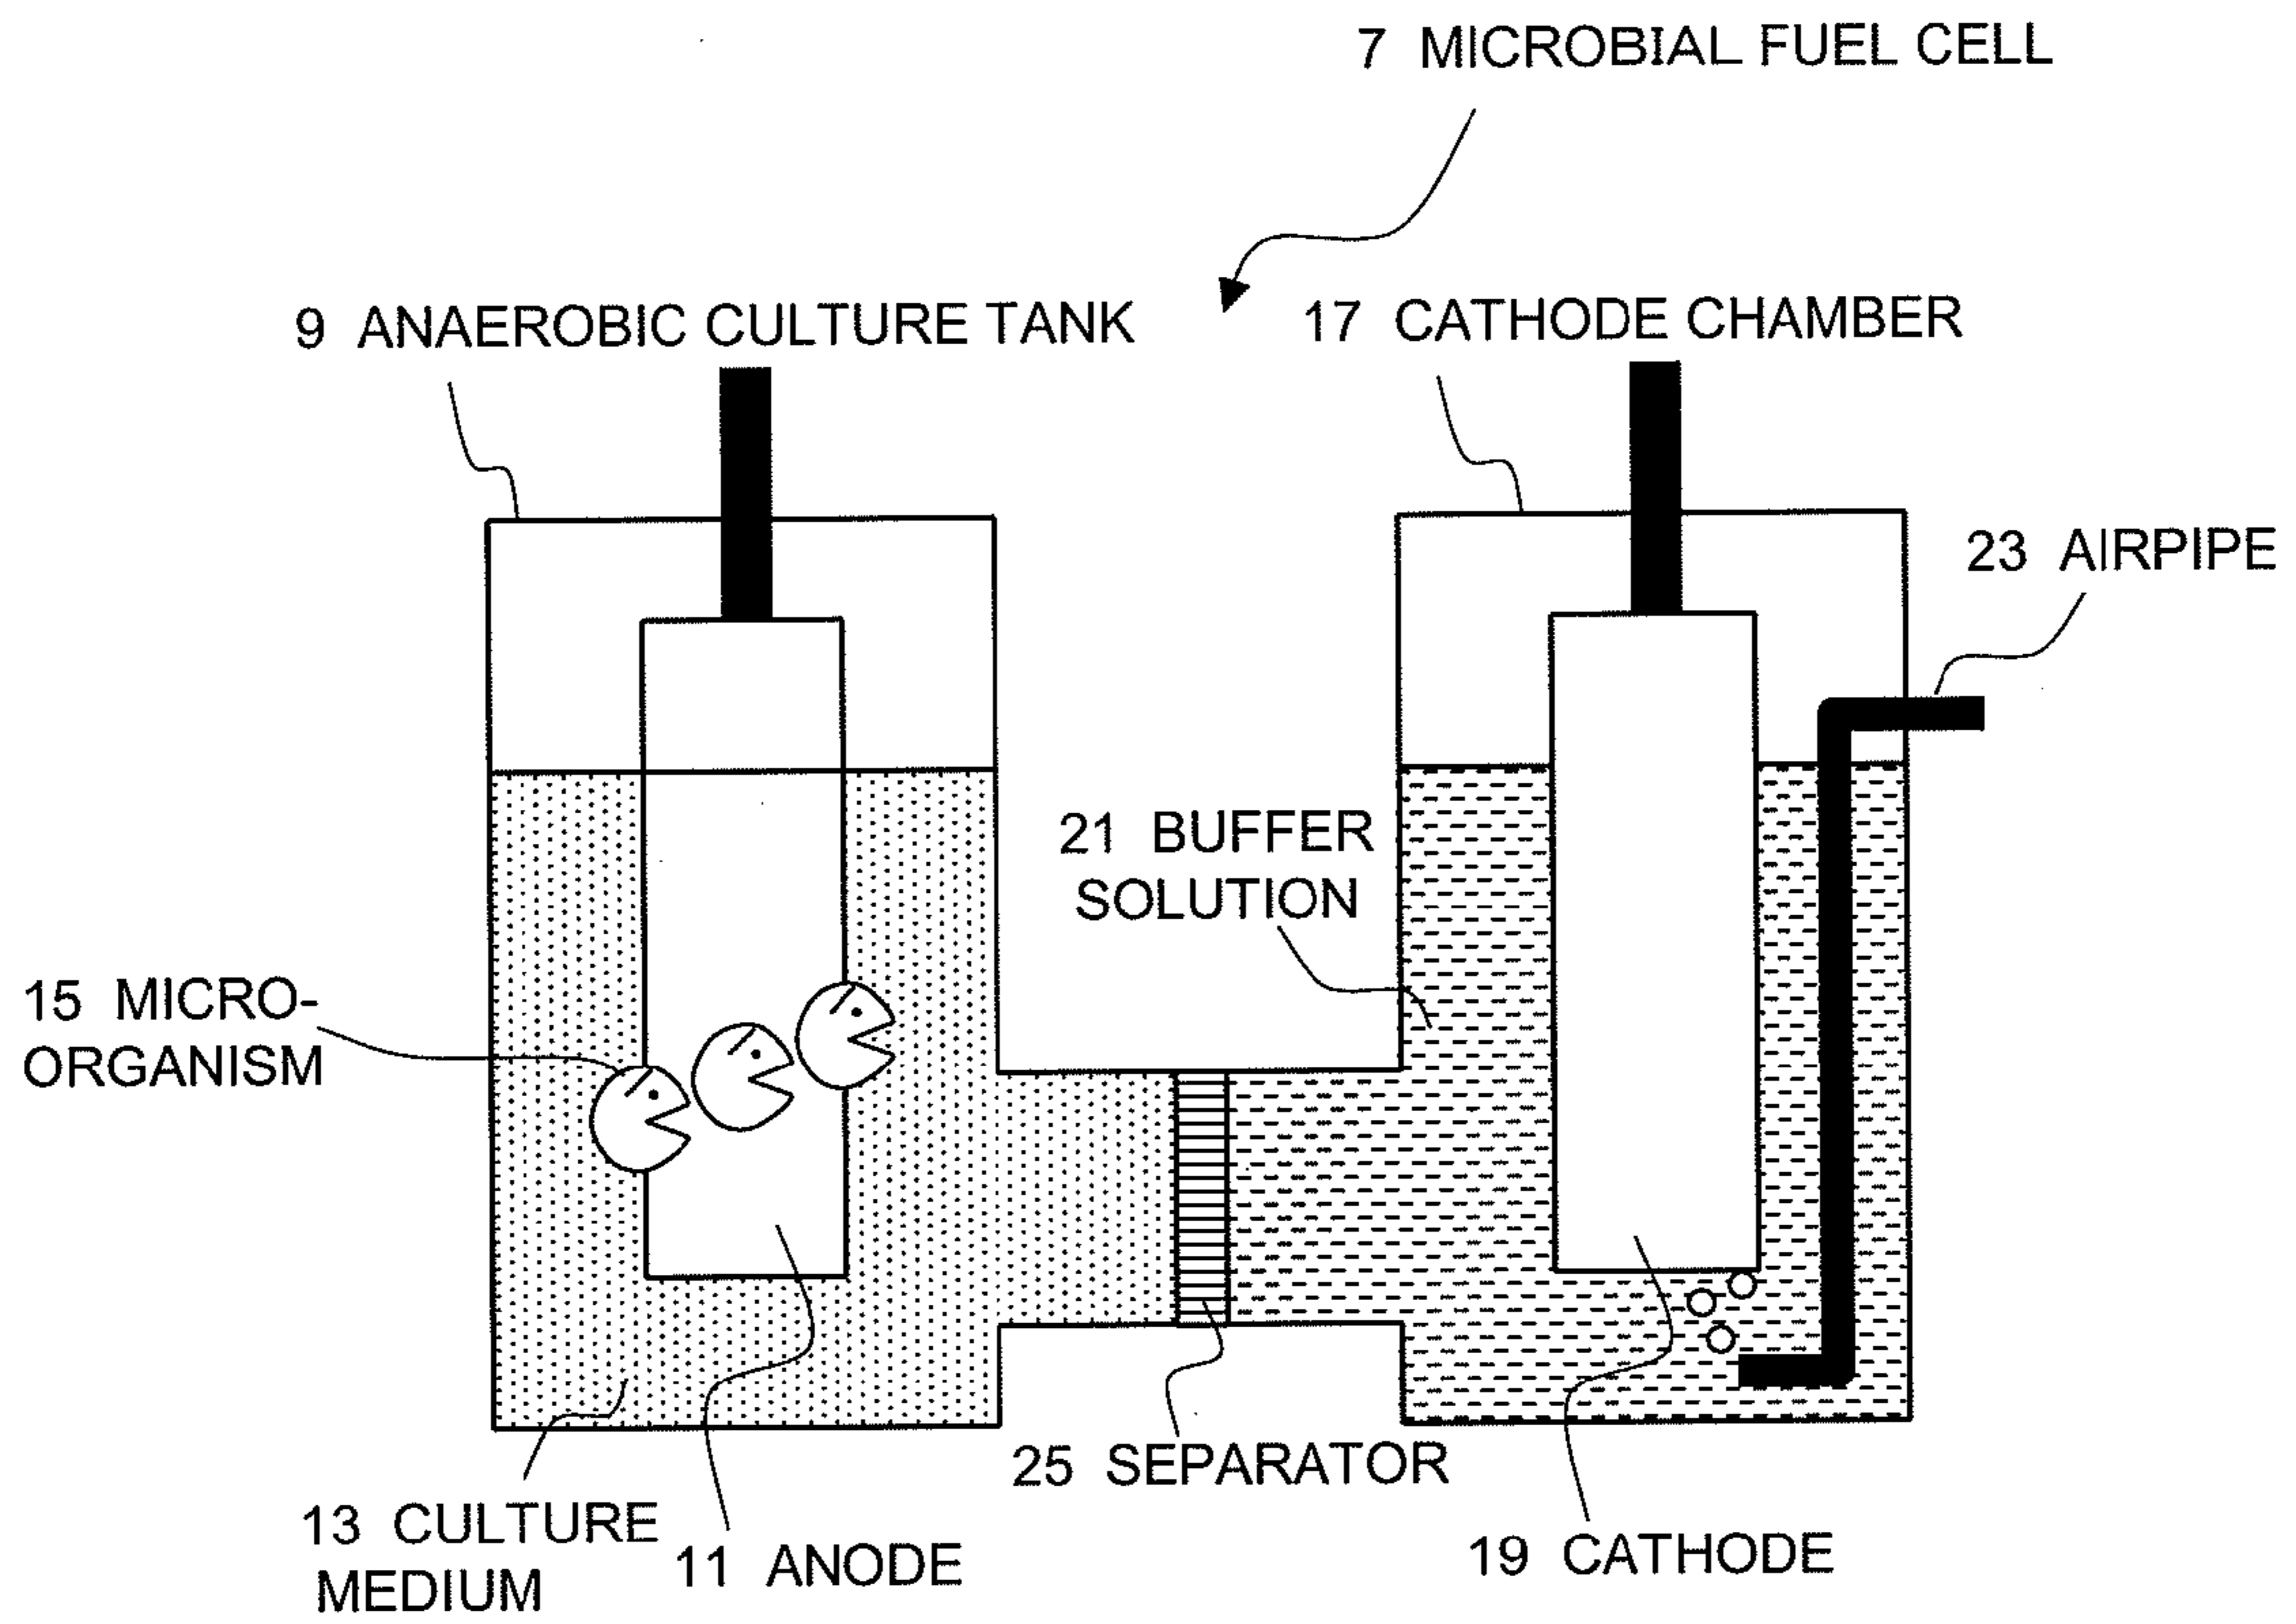 7 MICROBIAL FUEL CELL
9 ANAEROBIC CULTURE TANK
17 CATHODE CHAMBER
23 AIRPIPE
21 BUFFER
SOLUTION
15 MICRO-
ORGANISM
25 SEPARATOR
13 CULTURE
MEDIUM
11 ANODE
19 CATHODE